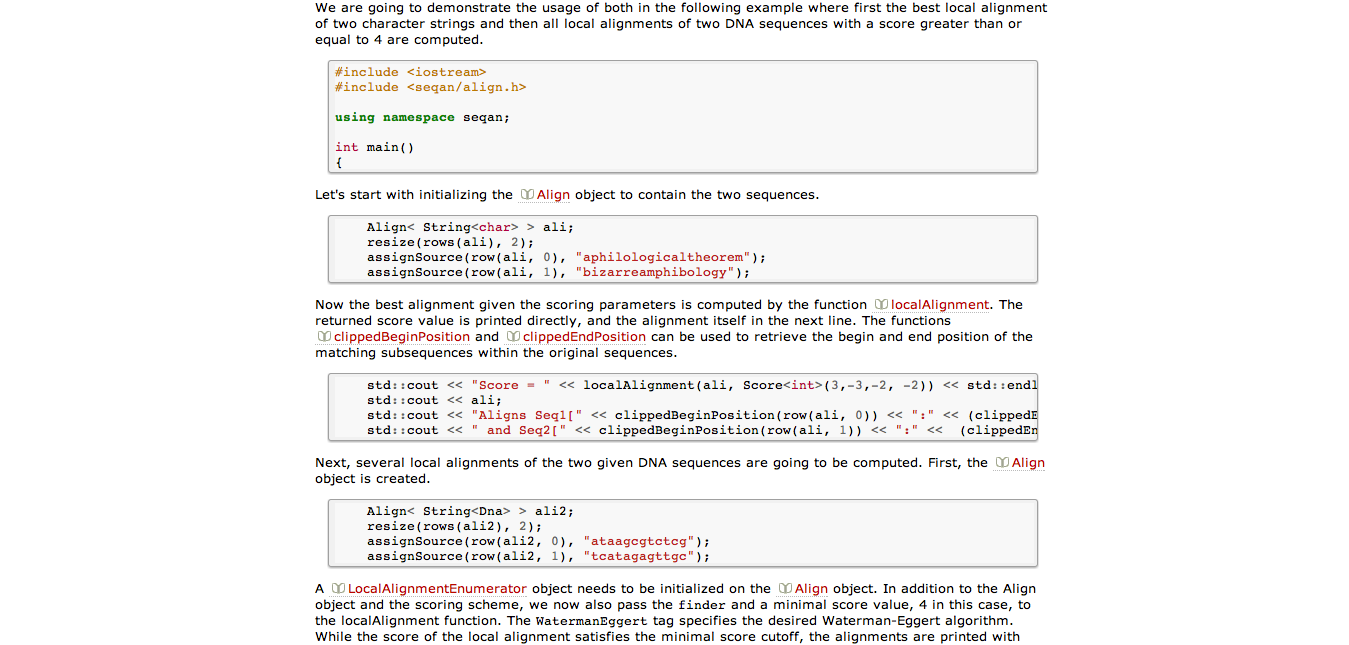 We are going to demonstrate the usage of both in the following example where first the best local alignment
of two character strings and then all local alignments of two DNA sequences with a score greater than or
equal to 4 are computed.
#include <iostream>
#include <seqan/align.h>
using namespace seqan;
int main()
{
Let's start with initializing the Align object to contain the two sequences.
Align< String<char> > ali;
resize(rows(ali), 2);
assignSource(row(ali, 0), "aphilologicaltheorem");
assignSource(row(ali, 1), "bizarreamphibology");
Now the best alignment given the scoring parameters is computed by the function localAlignment. The
returned score value is printed directly, and the alignment itself in the next line. The functions
clippedBeginPosition and clippedEndPosition can be used to retrieve the begin and end position of the
matching subsequences within the original sequences.
std::cout << "Score = " << localAlignment(ali, Score<int>(3,-3,-2, -2)) << std::endl
std::cout << ali;
std::cout << "Aligns Seq1[" << clippedBeginPosition(row(ali, 0)) << ":" << (clippedE
std::cout << " and Seq2[" << clippedBeginPosition(row(ali, 1)) << ":" <<  (clippedEn
Next, several local alignments of the two given DNA sequences are going to be computed. First, the Align
object is created.
Align< String<Dna> > ali2;
resize(rows(ali2), 2);
assignSource(row(ali2, 0), "ataagcgtctcg");
assignSource(row(ali2, 1), "tcatagagttgc");
A LocalAlignmentEnumerator object needs to be initialized on the Align object. In addition to the Align
object and the scoring scheme, we now also pass the finder and a minimal score value, 4 in this case, to
the localAlignment function. The WatermanEggert tag specifies the desired Waterman-Eggert algorithm.
While the score of the local alignment satisfies the minimal score cutoff, the alignments are printed with